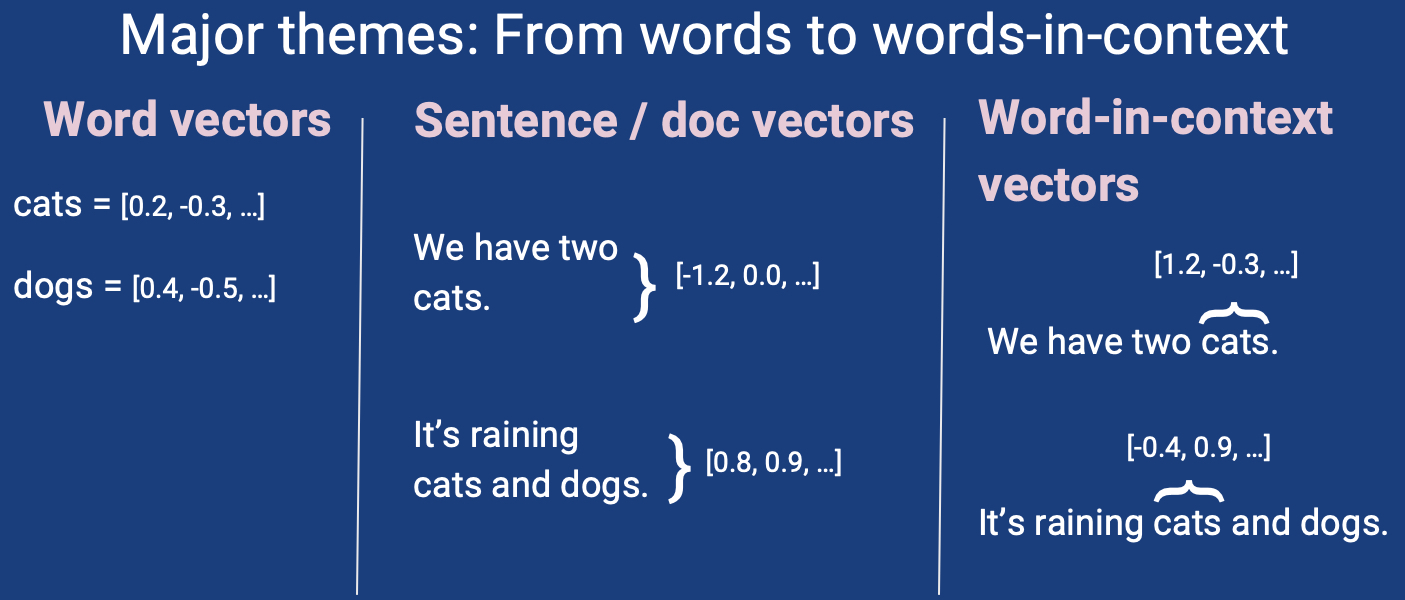 Major themes: From words to words-in-context
Word vectors
cats = [0.2, -0.3, …]
dogs = [0.4, -0.5, …]
Sentence / doc vectors
We have two
cats.
} [-1.2, 0.0, …]
It’s raining
cats and dogs.
} [0.8, 0.9, …]
Word-in-context
vectors
[1.2, -0.3, …]
We have two cats.
[-0.4, 0.9, …]
It’s raining cats and dogs.